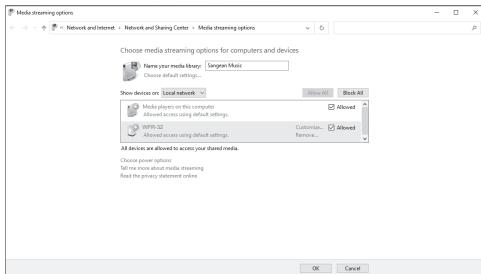 Media streaming options
« Network and Internet › Network and Sharing Center › Media streaming options
Choose media streaming options for computers and devices
Name your media library: Sangean Music
Choose default settings...
Show devices on: Local network Allow All Block All
Media players on this computer Allowed
Allowed access using default settings.
WFR-32 Customize... Allowed
Allowed access using default settings. Remove...
All devices are allowed to access your shared media.
Choose power options
Tell me more about media streaming
Read the privacy statement online
OK Cancel